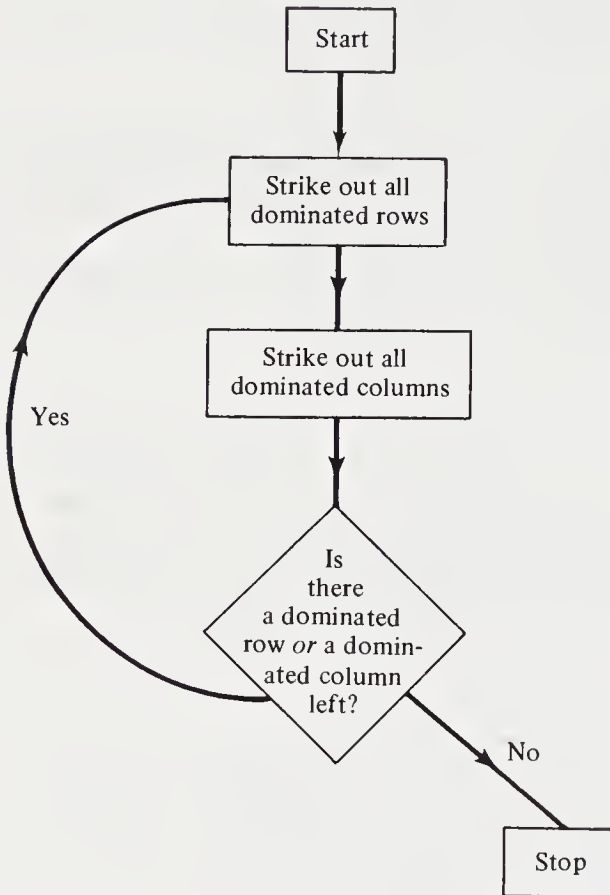 Start
Strike out all
dominated rows
Strike out all
dominated columns
Yes
Is
there
a dominated
row or a domin-
ated column
left?
No
Stop